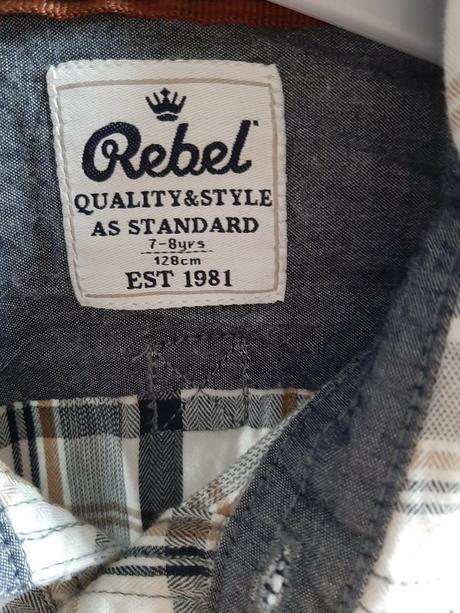 Rebel
QUALITY&STYLE
AS STANDARD
7-8yrs
128cm
EST 1981